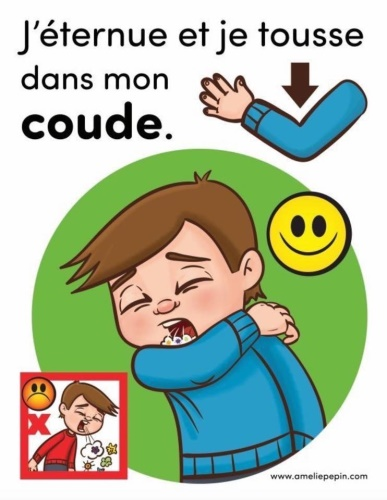 J'éternue et je tousse
dans mon
coude.
www.ameliepepin.com